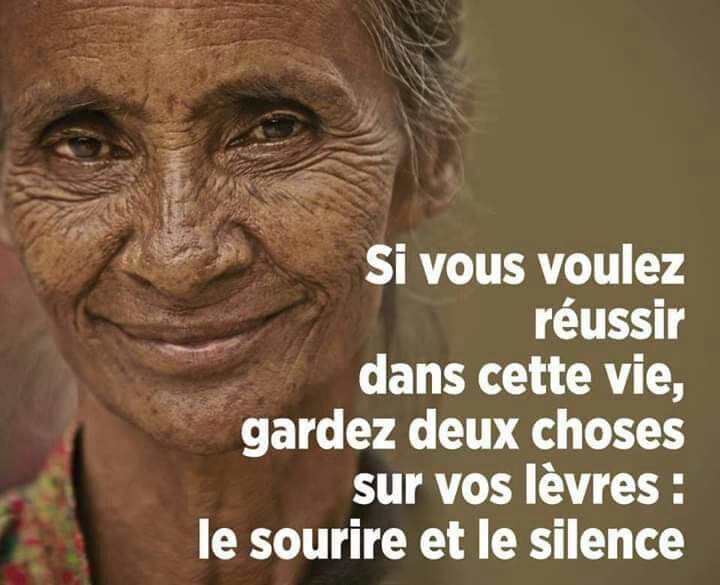 Si vous voulez
réussir
dans cette vie,
gardez deux choses
sur vos lèvres :
le sourire et le silence